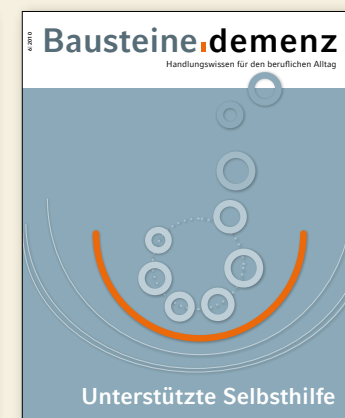 6/2010
Bausteine.demenz
Handlungswissen für den beruflichen Alltag
Unterstützte Selbsthilfe